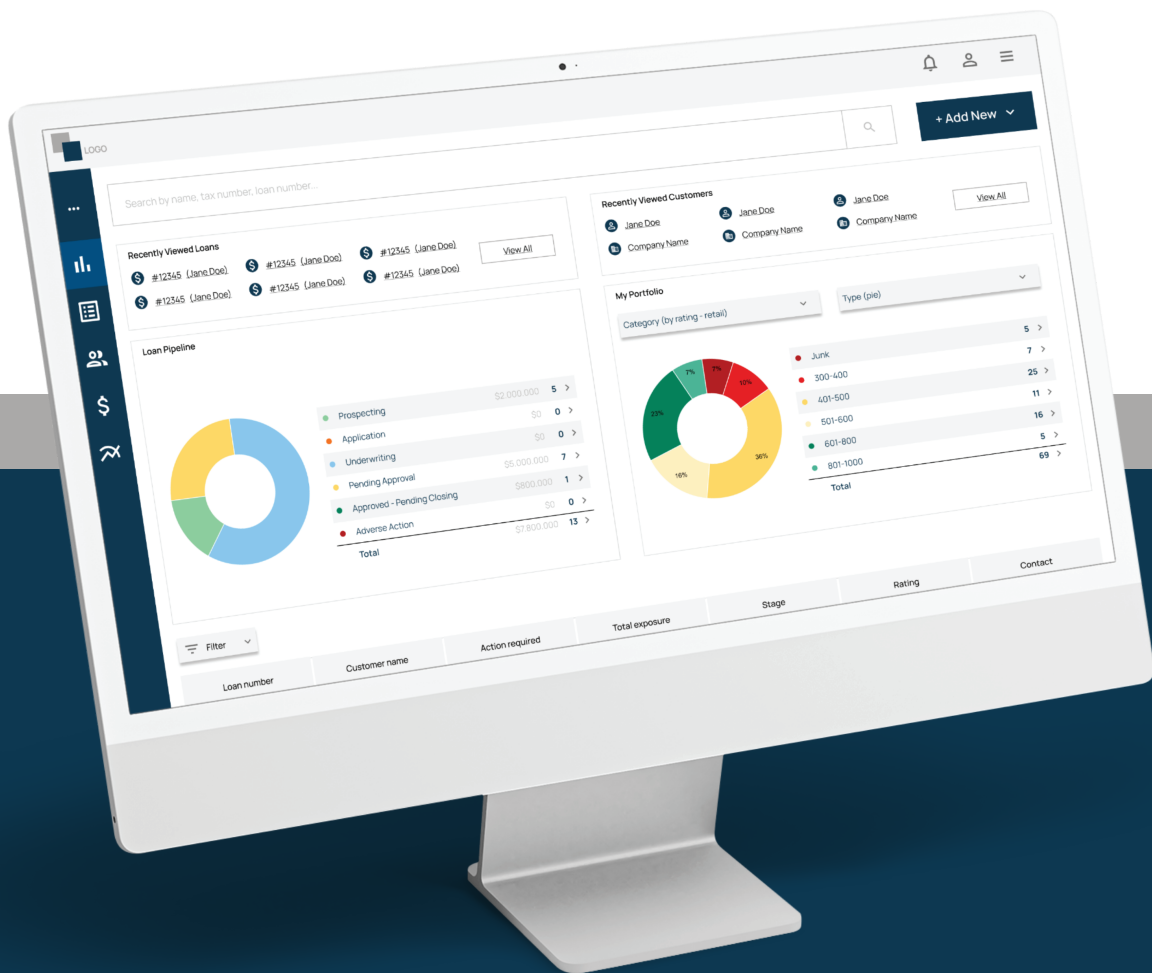 LOGO
...
Search by name, tax number, loan number...
+ Add New
Recently Viewed Loans
#12345 (Jane Doe)
#12345 (Jane Doe)
#12345 (Jane Doe)
View All
#12345 (Jane Doe)
#12345 (Jane Doe)
#12345 (Jane Doe)
Recently Viewed Customers
Jane Doe
Jane Doe
Jane Doe
View All
Company Name
Company Name
Company Name
Loan Pipeline
Prospecting $2.000.000 5
Application $0 0
Underwriting $0 0
Pending Approval $5.000.000 7
Approved - Pending Closing $800.000 1
Adverse Action $0 0
Total $7.800.000 13
My Portfolio
Category (by rating - retail)
Type (pie)
7%
7%
10%
23%
36%
16%
Junk 5
300-400 7
401-500 25
501-600 11
601-800 16
801-1000 5
Total 69
Filter
Loan number
Customer name
Action required
Total exposure
Stage
Rating
Contact